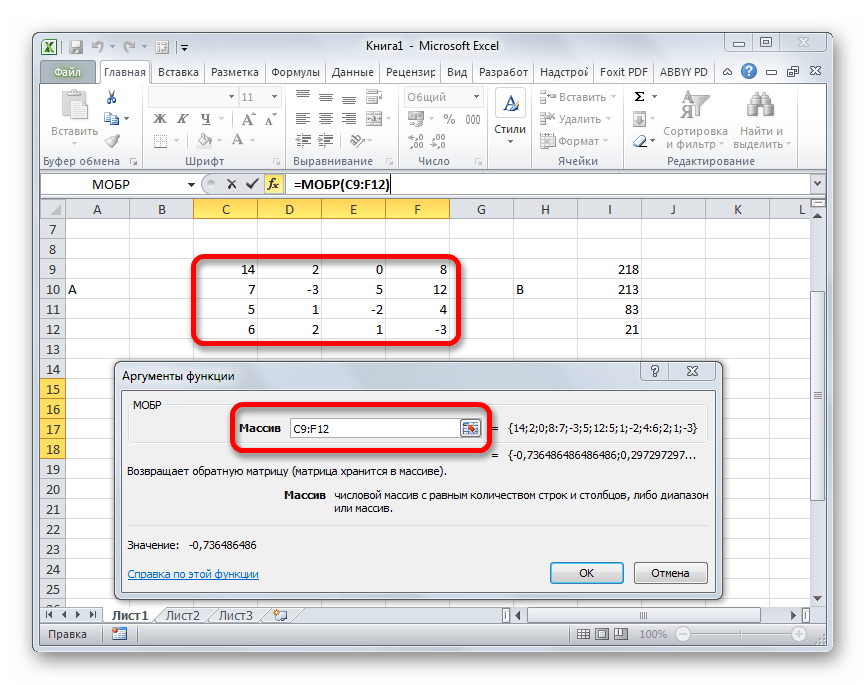 Книга1 - Microsoft Excel
Файл Главная Вставка Разметка Формулы Данные Рецензир Вид Разработ Надстрой Foxit PDF ABBYY PD
Вставить
Ж К Ч
11
A A
A
Общий
% 000
,0 ,00
,00 ,0
Стили
Вставить
Удалить
Формат
Σ
Сортировка и фильтр
Найти и выделить
Буфер обмена Шрифт Выравнивание Число Ячейки Редактирование
МОБР fx =МОБР(C9:F12)
A B C D E F G H I J K L
7
8
9 14 2 0 8 218
10 A 7 -3 5 12 B 213
11 5 1 -2 4 83
12 6 2 1 -3 21
13
14
15
16
17
18
19
20
21
22
23
24
25
26
Аргументы функции
?
МОБР
Массив C9:F12 = {14;2;0;8:7;-3;5;12:5;1;-2;4:6;2;1;-3}
= {-0,736486486486486;0,297297297...
Возвращает обратную матрицу (матрица хранится в массиве).
Массив числовой массив с равным количеством строк и столбцов, либо диапазон
или массив.
Значение: -0,736486486
Справка по этой функции
ОК Отмена
Лист1 Лист2 Лист3
Правка 100%